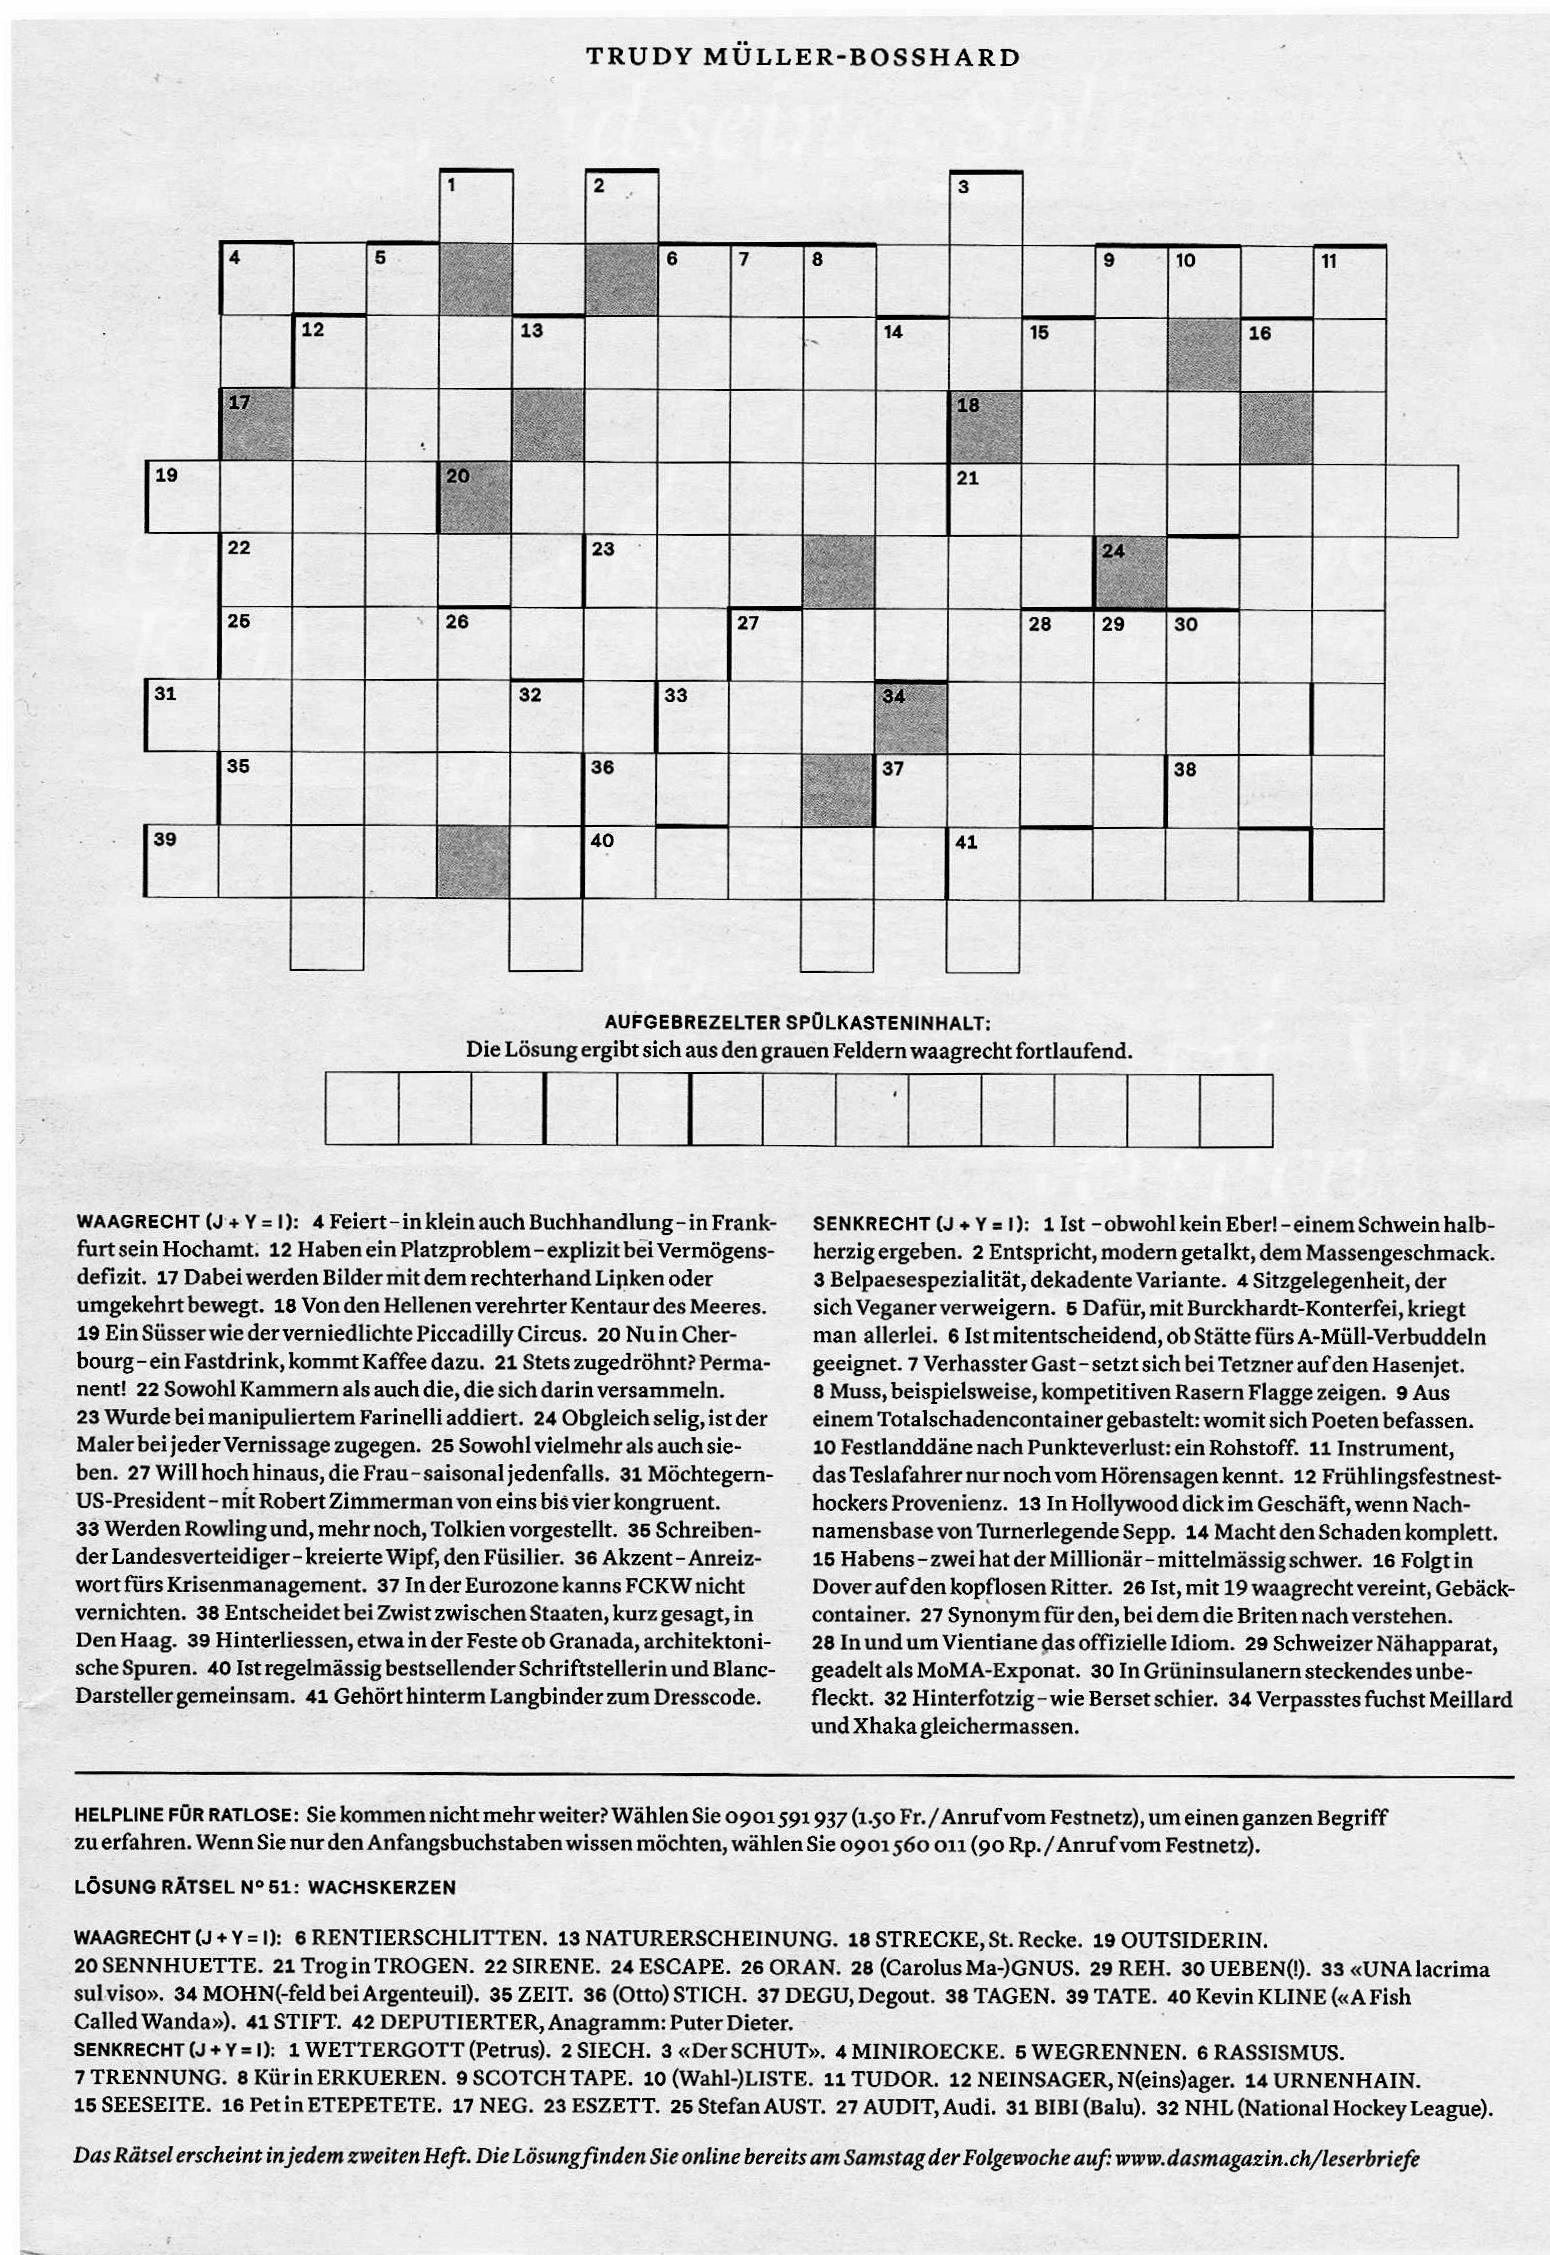 TRUDY MÜLLER-BOSSHARD
1 2 3
4 5 6 7 8 9 10 11
12 13 14 15 16
17 18
19 20 21
22 23 24
25 26 27 28 29 30
31 32 33 34
35 36 37 38
39 40 41
AUFGEBREZELTER SPÜLKASTENINHALT:
Die Lösung ergibt sich aus den grauen Feldern waagrecht fortlaufend.
WAAGRECHT (J + Y = I): 4 Feiert – in klein auch Buchhandlung – in Frank-
furt sein Hochamt. 12 Haben ein Platzproblem – explizit bei Vermögens-
defizit. 17 Dabei werden Bilder mit dem rechterhand Linken oder
umgekehrt bewegt. 18 Von den Hellenen verehrter Kentaur des Meeres.
19 Ein Süsser wie der verniedlichte Piccadilly Circus. 20 Nu in Cher-
bourg – ein Fastdrink, kommt Kaffee dazu. 21 Stets zugedröhnt? Perma-
nent! 22 Sowohl Kammern als auch die, die sich darin versammeln.
23 Wurde bei manipuliertem Farinelli addiert. 24 Obgleich selig, ist der
Maler bei jeder Vernissage zugegen. 25 Sowohl vielmehr als auch sie-
ben. 27 Will hoch hinaus, die Frau – saisonal jedenfalls. 31 Möchtegern-
US-President – mit Robert Zimmerman von eins bis vier kongruent.
33 Werden Rowling und, mehr noch, Tolkien vorgestellt. 35 Schreiben-
der Landesverteidiger – kreierte Wipf, den Füsilier. 36 Akzent – Anreiz-
wort fürs Krisenmanagement. 37 In der Eurozone kanns FCKW nicht
vernichten. 38 Entscheidet bei Zwist zwischen Staaten, kurz gesagt, in
Den Haag. 39 Hinterliessen, etwa in der Feste ob Granada, architektoni-
sche Spuren. 40 Ist regelmässig bestsellender Schriftstellerin und Blanc-
Darsteller gemeinsam. 41 Gehört hinterm Langbinder zum Dresscode.
SENKRECHT (J + Y = I): 1 Ist – obwohl kein Eber! – einem Schwein halb-
herzig ergeben. 2 Entspricht, modern getalkt, dem Massengeschmack.
3 Belpaesespezialität, dekadente Variante. 4 Sitzgelegenheit, der
sich Veganer verweigern. 5 Dafür, mit Burckhardt-Konterfei, kriegt
man allerlei. 6 Ist mitentscheidend, ob Stätte fürs A-Müll-Verbuddeln
geeignet. 7 Verhasster Gast – setzt sich bei Tetzner auf den Hasenjet.
8 Muss, beispielsweise, kompetitiven Rasern Flagge zeigen. 9 Aus
einem Totalschadencontainer gebastelt: womit sich Poeten befassen.
10 Festlanddäne nach Punkteverlust: ein Rohstoff. 11 Instrument,
das Teslafahrer nur noch vom Hörensagen kennt. 12 Frühlingsfestnest-
hockers Provenienz. 13 In Hollywood dick im Geschäft, wenn Nach-
namensbase von Turnerlegende Sepp. 14 Macht den Schaden komplett.
15 Habens – zwei hat der Millionär – mittelmässig schwer. 16 Folgt in
Dover auf den kopflosen Ritter. 26 Ist, mit 19 waagrecht vereint, Gebäck-
container. 27 Synonym für den, bei dem die Briten nach verstehen.
28 In und um Vientiane das offizielle Idiom. 29 Schweizer Nähapparat,
geadelt als MoMA-Exponat. 30 In Grüninsulanern steckendes unbe-
fleckt. 32 Hinterfotzig – wie Berset schier. 34 Verpasstes fuchst Meillard
und Xhaka gleichermassen.
HELPLINE FÜR RATLOSE: Sie kommen nicht mehr weiter? Wählen Sie 0901 591 937 (1.50 Fr. / Anruf vom Festnetz), um einen ganzen Begriff
zu erfahren. Wenn Sie nur den Anfangsbuchstaben wissen möchten, wählen Sie 0901 560 011 (90 Rp. / Anruf vom Festnetz).
LÖSUNG RÄTSEL Nº 51: WACHSKERZEN
WAAGRECHT (J + Y = I): 6 RENTIERSCHLITTEN. 13 NATURERSCHEINUNG. 18 STRECKE, St. Recke. 19 OUTSIDERIN.
20 SENNHUETTE. 21 Trog in TROGEN. 22 SIRENE. 24 ESCAPE. 26 ORAN. 28 (Carolus Ma-)GNUS. 29 REH. 30 UEBEN(!). 33 «UNA lacrima
sul viso». 34 MOHN(-feld bei Argenteuil). 35 ZEIT. 36 (Otto) STICH. 37 DEGU, Degout. 38 TAGEN. 39 TATE. 40 Kevin KLINE («A Fish
Called Wanda»). 41 STIFT. 42 DEPUTIERTER, Anagramm: Puter Dieter.
SENKRECHT (J + Y = I): 1 WETTERGOTT (Petrus). 2 SIECH. 3 «Der SCHUT». 4 MINIROECKE. 5 WEGRENNEN. 6 RASSISMUS.
7 TRENNUNG. 8 Kür in ERKUEREN. 9 SCOTCH TAPE. 10 (Wahl-)LISTE. 11 TUDOR. 12 NEINSAGER, N(eins)ager. 14 URNENHAIN.
15 SEESEITE. 16 Pet in ETEPETETE. 17 NEG. 23 ESZETT. 25 Stefan AUST. 27 AUDIT, Audi. 31 BIBI (Balu). 32 NHL (National Hockey League).
Das Rätsel erscheint in jedem zweiten Heft. Die Lösung finden Sie online bereits am Samstag der Folgewoche auf: www.dasmagazin.ch/leserbriefe